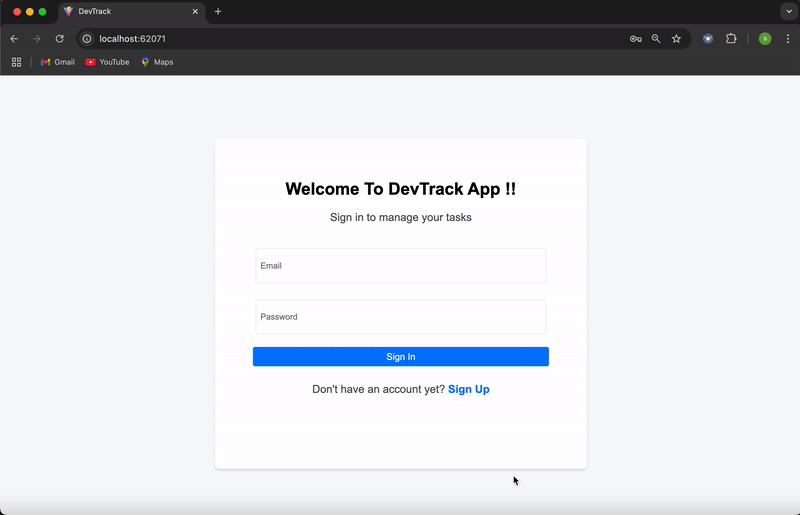 DevTrack
localhost:62071
Gmail
YouTube
Maps
Welcome To DevTrack App !!
Sign in to manage your tasks
Email
Password
Sign In
Don't have an account yet? Sign Up